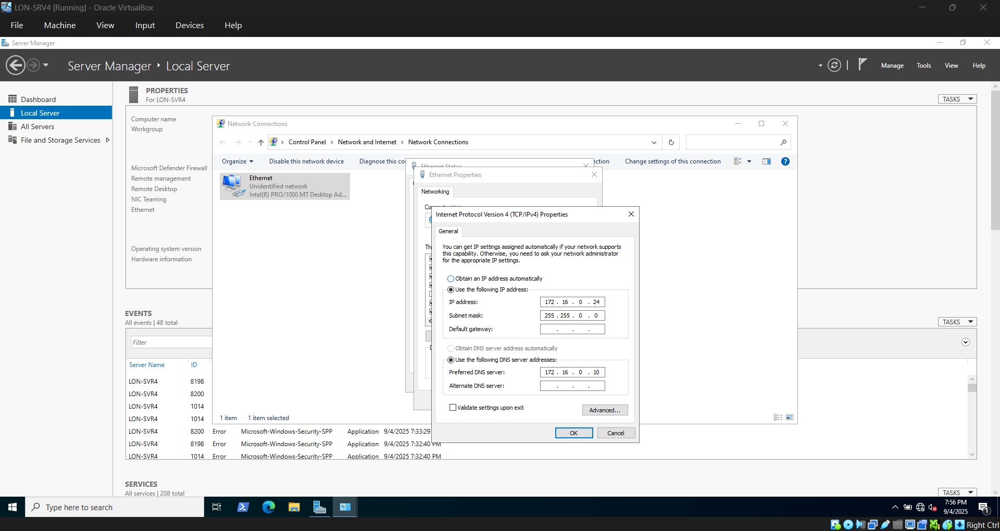 LON-SRV4 [Running] - Oracle VirtualBox
File Machine View Input Devices Help
Server Manager
Server Manager ‣ Local Server
Manage Tools View Help
Dashboard
Local Server
All Servers
File and Storage Services
PROPERTIES
For LON-SVR4
TASKS
Computer name
Workgroup
Microsoft Defender Firewall
Remote management
Remote Desktop
NIC Teaming
Ethernet
Operating system version
Hardware information
Network Connections
Control Panel › Network and Internet › Network Connections
Organize Disable this network device Diagnose this co ection Change settings of this connection
Ethernet
Unidentified network
Intel(R) PRO/1000 MT Desktop Ad...
1 item 1 item selected
Ethernet Status
Ethernet Properties
Networking
Internet Protocol Version 4 (TCP/IPv4) Properties
General
You can get IP settings assigned automatically if your network supports
this capability. Otherwise, you need to ask your network administrator
for the appropriate IP settings.
Obtain an IP address automatically
Use the following IP address:
IP address: 172 . 16 . 0 . 24
Subnet mask: 255 . 255 . 0 . 0
Default gateway: . . .
Obtain DNS server address automatically
Use the following DNS server addresses:
Preferred DNS server: 172 . 16 . 0 . 10
Alternate DNS server: . . .
Validate settings upon exit
Advanced...
OK Cancel
EVENTS
All events | 48 total
TASKS
Filter
Server Name ID
LON-SVR4 8198
LON-SVR4 8200
LON-SVR4 1014
LON-SVR4 1014
LON-SVR4 8200 Error Microsoft-Windows-Security-SPP Application 9/4/2025 7:33:29
LON-SVR4 8198 Error Microsoft-Windows-Security-SPP Application 9/4/2025 7:32:40 PM
LON-SVR4 1014 Error Microsoft-Windows-Security-SPP Application 9/4/2025 7:32:40 PM
SERVICES
All services | 208 total
TASKS
Type here to search
7:56 PM
9/4/2025
1
Right Ctrl